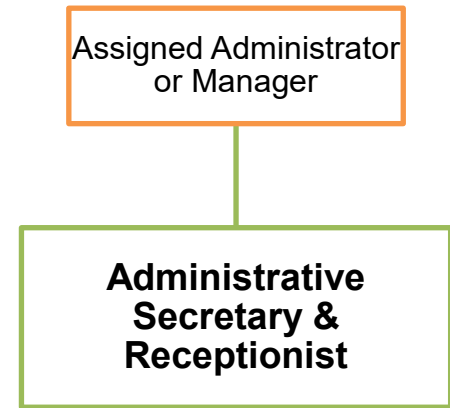 Assigned Administrator
or Manager
Administrative
Secretary &
Receptionist